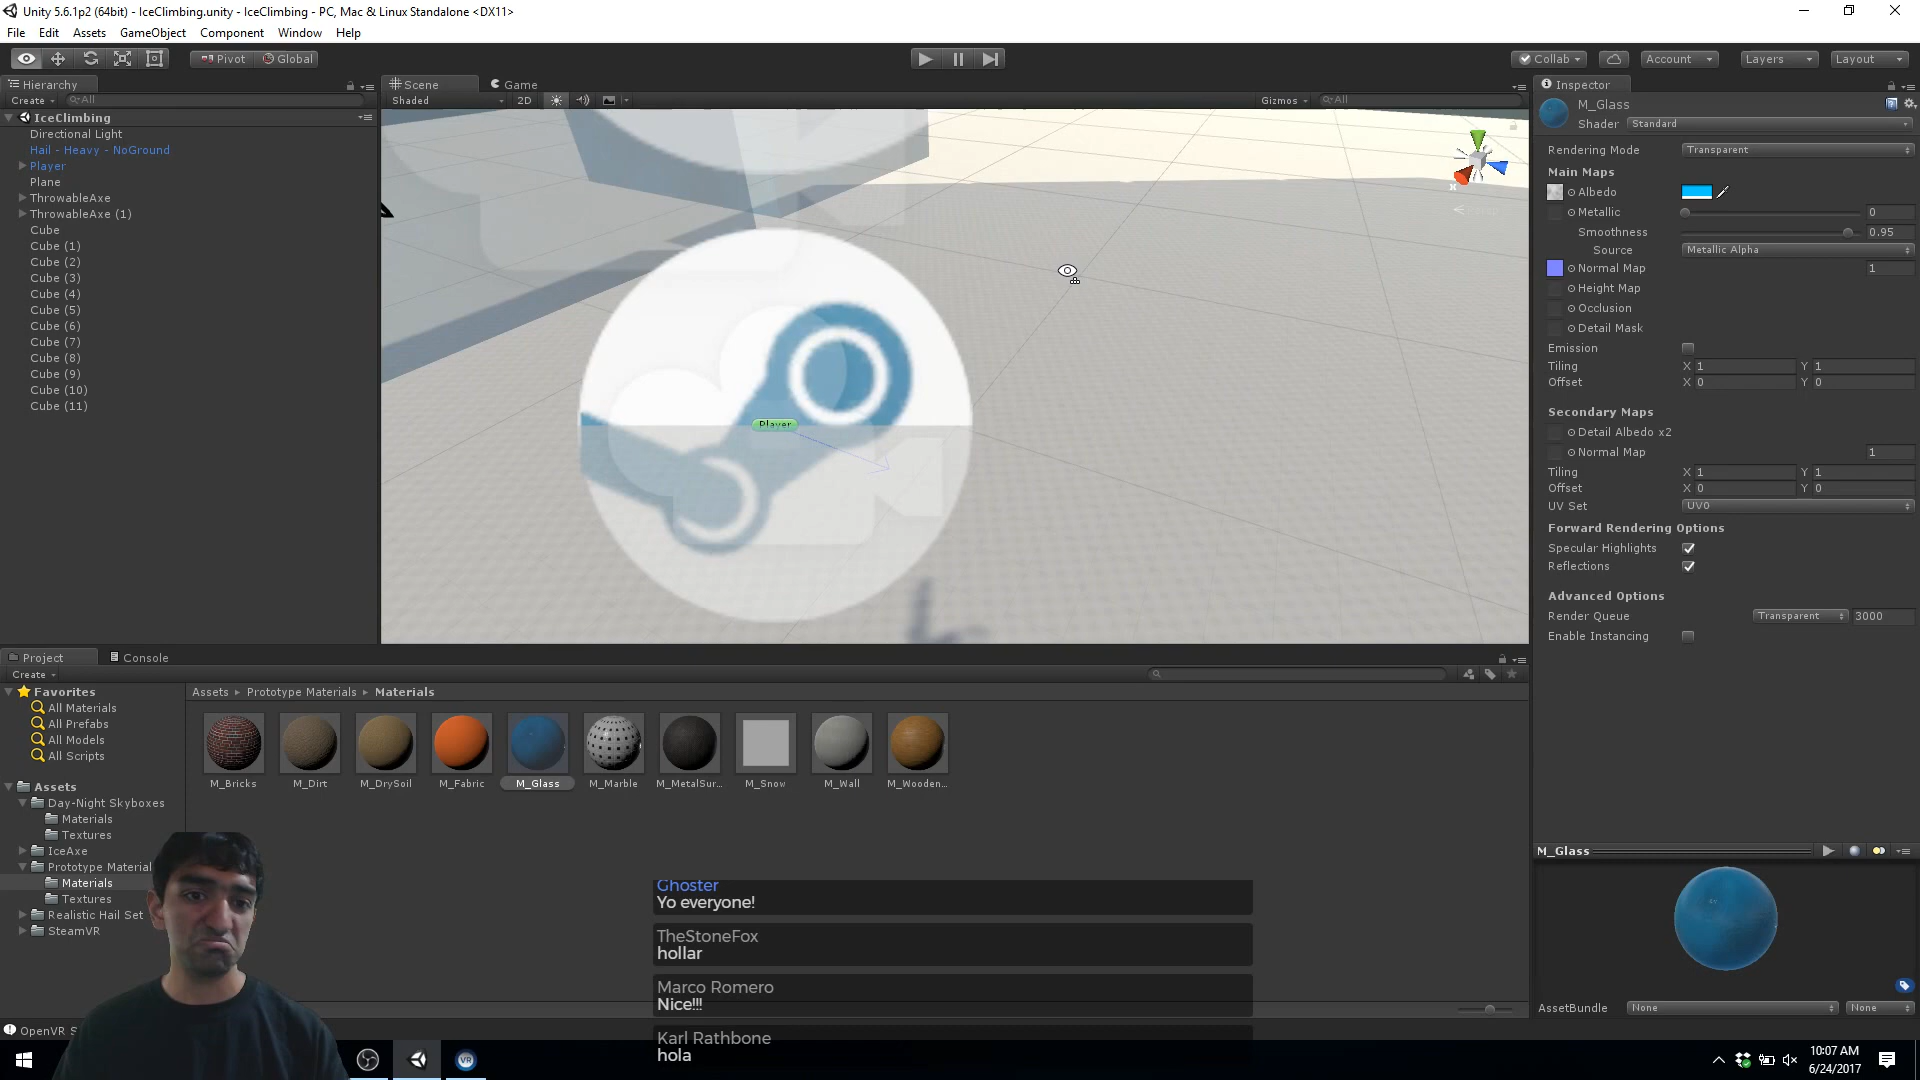 Unity 5.6.1p2 (64bit) - IceClimbing.unity - IceClimbing - PC, Mac & Linux Standalone <DX11>
File Edit Assets GameObject Component Window Help
Pivot Global Collab Account Layers Layout
Hierarchy
Create All
IceClimbing
Directional Light
Hail - Heavy - NoGround
Player
Plane
ThrowableAxe
ThrowableAxe (1)
Cube
Cube (1)
Cube (2)
Cube (3)
Cube (4)
Cube (5)
Cube (6)
Cube (7)
Cube (8)
Cube (9)
Cube (10)
Cube (11)
Scene Game
Shaded 2D Gizmos All
x
Player
Inspector
M_Glass
Shader Standard
Rendering Mode Transparent
Main Maps
Albedo
Metallic 0
Smoothness 0.95
Source Metallic Alpha
Normal Map 1
Height Map
Occlusion
Detail Mask
Emission
Tiling X 1 Y 1
Offset X 0 Y 0
Secondary Maps
Detail Albedo x2
Normal Map 1
Tiling X 1 Y 1
Offset X 0 Y 0
UV Set UV0
Forward Rendering Options
Specular Highlights
Reflections
Advanced Options
Render Queue Transparent 3000
Enable Instancing
M_Glass
AssetBundle None None
Project Console
Create
Favorites
All Materials
All Prefabs
All Models
All Scripts
Assets
Day-Night Skyboxes
Materials
Textures
IceAxe
Prototype Material
Materials
Textures
Realistic Hail Set
SteamVR
Assets Prototype Materials Materials
M_Bricks M_Dirt M_DrySoil M_Fabric M_Glass M_Marble M_MetalSur... M_Snow M_Wall M_Wooden...
Ghoster
Yo everyone!
TheStoneFox
hollar
Marco Romero
Nice!!!
Karl Rathbone
hola
OpenVR S
VR
10:07 AM
6/24/2017